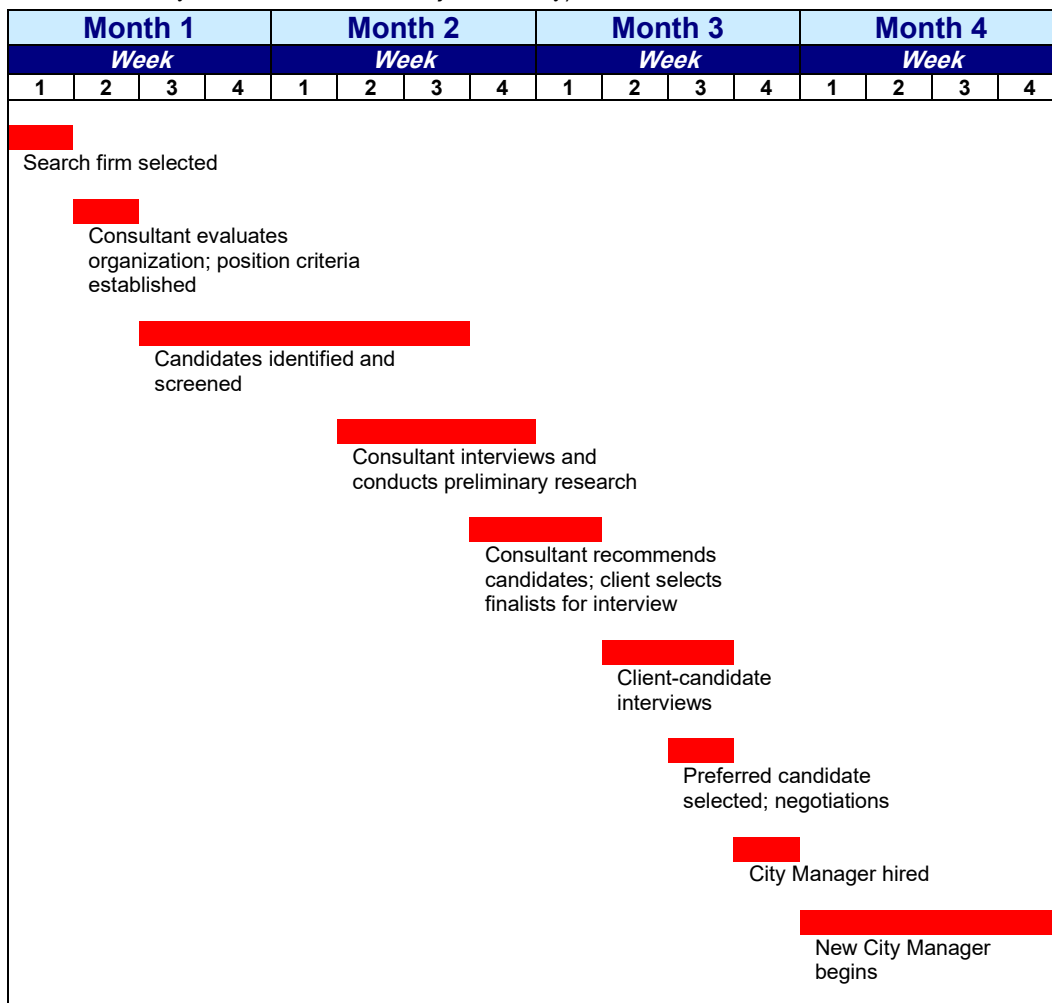 Month 1 Month 2 Month 3 Month 4
Week Week Week Week
1 2 3 4 1 2 3 4 1 2 3 4 1 2 3 4
Search firm selected
Consultant evaluates
organization; position criteria
established
Candidates identified and
screened
Consultant interviews and
conducts preliminary research
Consultant recommends
candidates; client selects
finalists for interview
Client-candidate
interviews
Preferred candidate
selected; negotiations
City Manager hired
New City Manager
begins